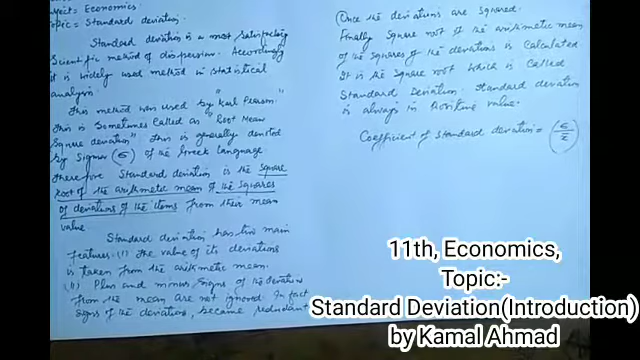 Subject = Economics
Topic = Standard deviation.
Standard deviation is a most satisfactory
Scientific method of dispersion. Accordingly
it is widely used method in statistical
analysis.
This method was used by "Karl Pearson"
This is Sometimes called as "Root Mean
Square deviation". This is generally denoted
by Sigma (σ) of the Greek Language
Therefore Standard deviation is the Square
root of the arithmetic mean of the Squares
of deviations of the items from their mean
value.
Standard deviation has two main
features. (i) The value of its deviations
is taken from the arithmetic mean.
(ii) Plus and minus signs of the deviations
from the mean are not ignored. In fact
signs of the deviations, became redundant
Once the deviations are Squared.
Finally Square root of the arithmetic mean
of the squares of the deviations is calculated
It is the square root which is called
Standard Deviation. Standard deviation
is always in Positive value.
Coefficient of Standard deviation =
11th, Economics,
Topic:-
Standard Deviation(Introduction)
by Kamal Ahmad